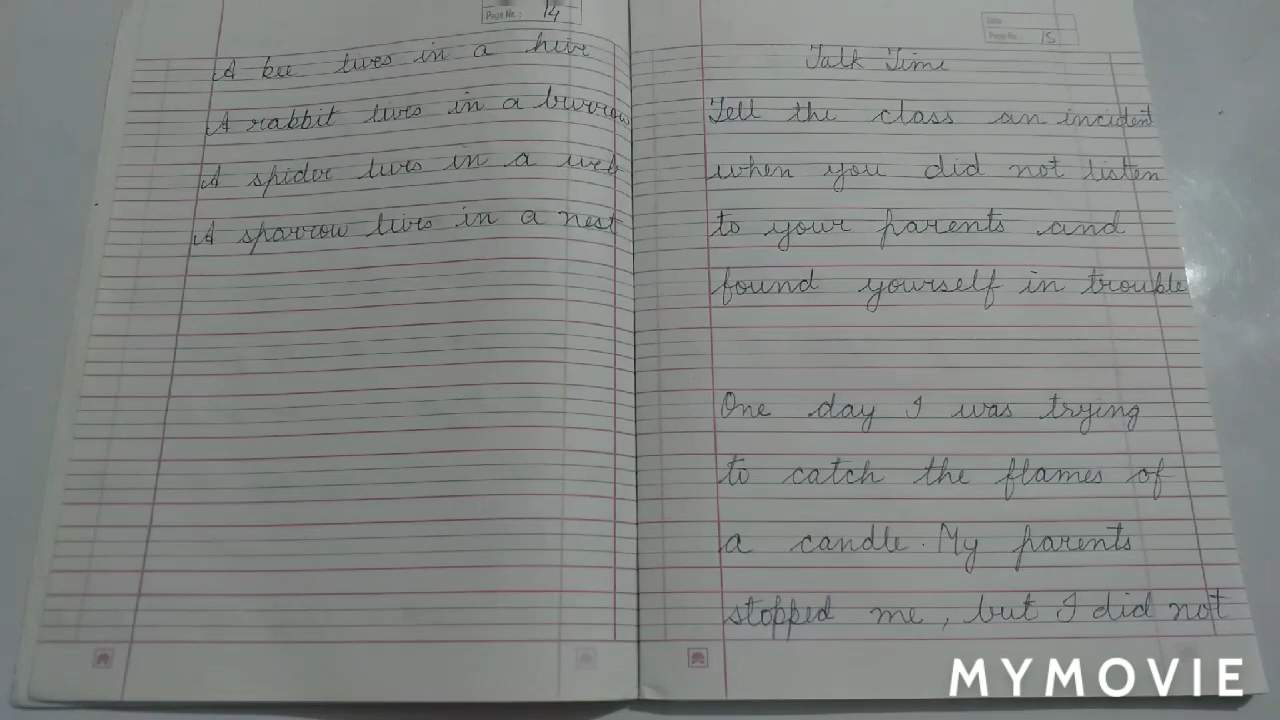 Page No.: 14
A bee lives in a hive
A rabbit lives in a burrow
A spider lives in a web
A sparrow lives in a nest
Date
Page No. 15
Talk Time
Tell the class an incident
when you did not listen
to your parents and
found yourself in trouble
One day I was trying
to catch the flames of
a candle. My parents
stopped me, but I did not
MYMOVIE